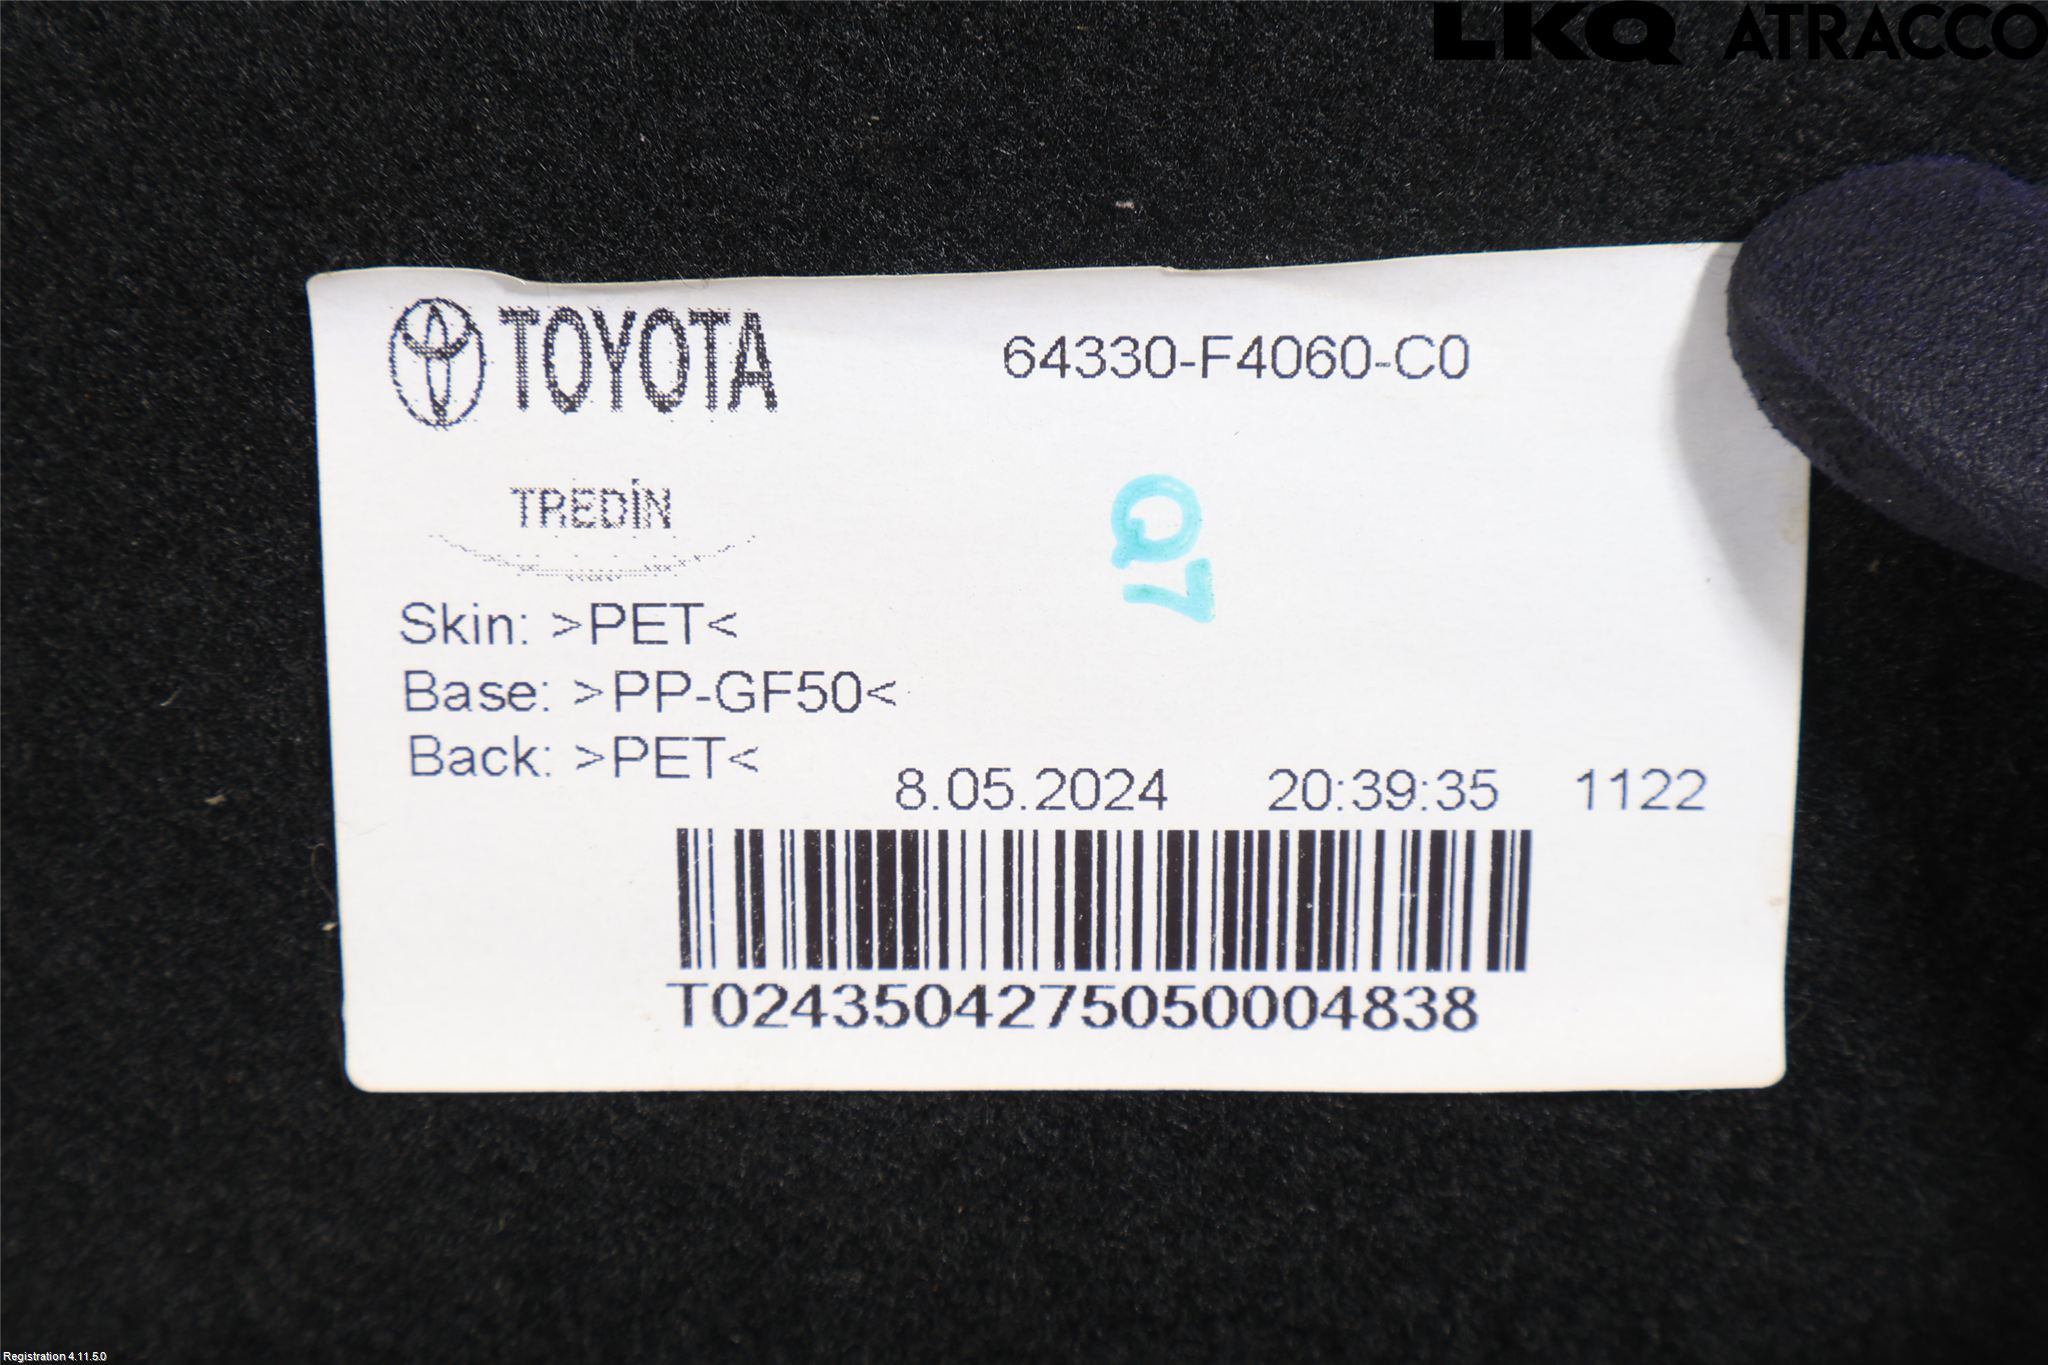 LKQ ATRACCO
TOYOTA
64330-F4060-C0
TREDİN
Q7
Skin: >PET<
Base: >PP-GF50<
Back: >PET<
8.05.2024 20:39:35 1122
T0243504275050004838
Registration 4.11.5.0